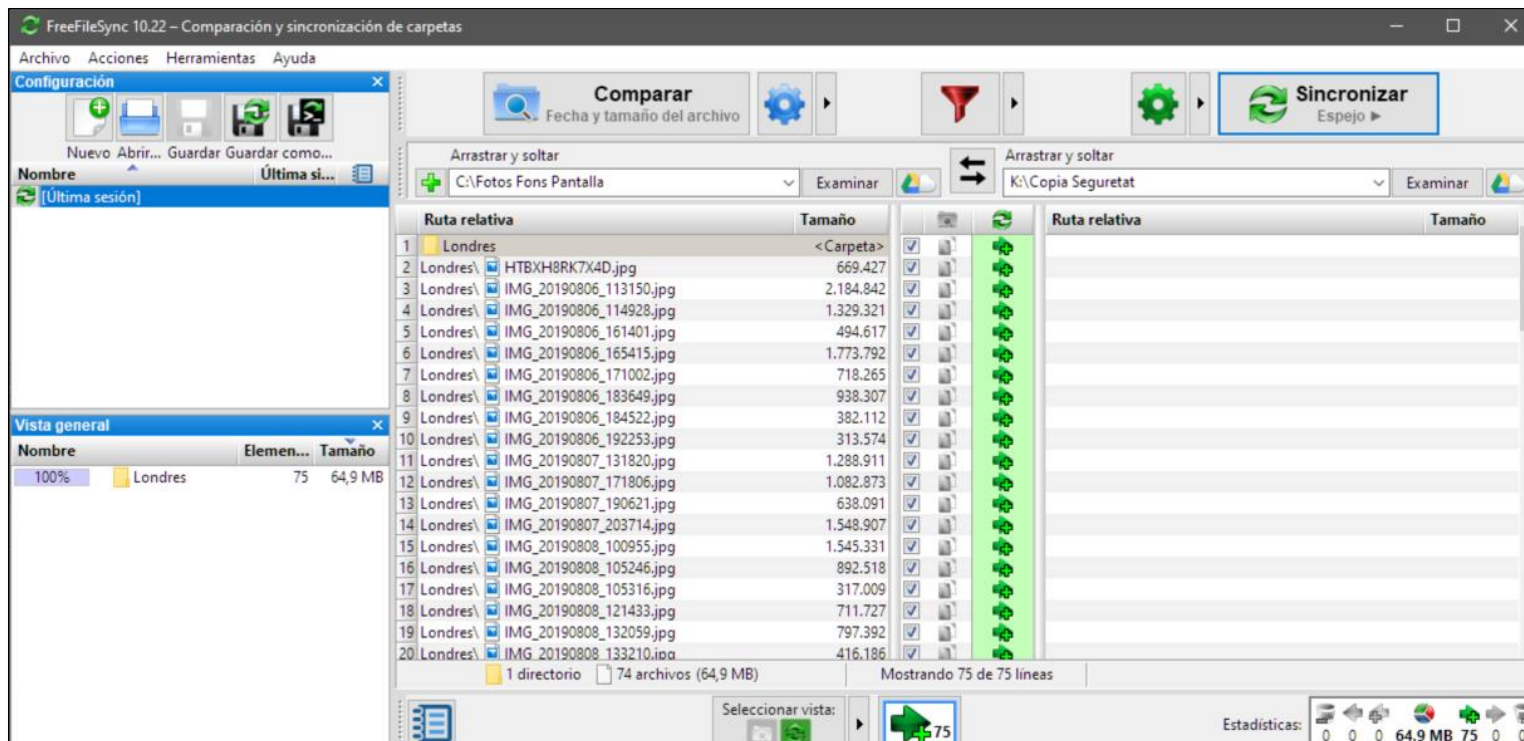 FreeFileSync 10.22 – Comparación y sincronización de carpetas
Archivo Acciones Herramientas Ayuda
Configuración
Nuevo Abrir... Guardar Guardar como...
Nombre Última si...
[Última sesión]
Vista general
Nombre Elemen... Tamaño
100% Londres 75 64,9 MB
Comparar
Fecha y tamaño del archivo
Sincronizar
Espejo
Arrastrar y soltar
C:\Fotos Fons Pantalla Examinar
Arrastrar y soltar
K:\Copia Seguretat Examinar
Ruta relativa Tamaño Ruta relativa Tamaño
1 Londres <Carpeta>
2 Londres\ HTBXH8RK7X4D.jpg 669.427
3 Londres\ IMG_20190806_113150.jpg 2.184.842
4 Londres\ IMG_20190806_114928.jpg 1.329.321
5 Londres\ IMG_20190806_161401.jpg 494.617
6 Londres\ IMG_20190806_165415.jpg 1.773.792
7 Londres\ IMG_20190806_171002.jpg 718.265
8 Londres\ IMG_20190806_183649.jpg 938.307
9 Londres\ IMG_20190806_184522.jpg 382.112
10 Londres\ IMG_20190806_192253.jpg 313.574
11 Londres\ IMG_20190807_131820.jpg 1.288.911
12 Londres\ IMG_20190807_171806.jpg 1.082.873
13 Londres\ IMG_20190807_190621.jpg 638.091
14 Londres\ IMG_20190807_203714.jpg 1.548.907
15 Londres\ IMG_20190808_100955.jpg 1.545.331
16 Londres\ IMG_20190808_105246.jpg 892.518
17 Londres\ IMG_20190808_105316.jpg 317.009
18 Londres\ IMG_20190808_121433.jpg 711.727
19 Londres\ IMG_20190808_132059.jpg 797.392
20 Londres\ IMG_20190808_133210.jpg 416.186
1 directorio 74 archivos (64,9 MB) Mostrando 75 de 75 líneas
Seleccionar vista:
75
Estadísticas:
0 0 0 64,9 MB 75 0 0